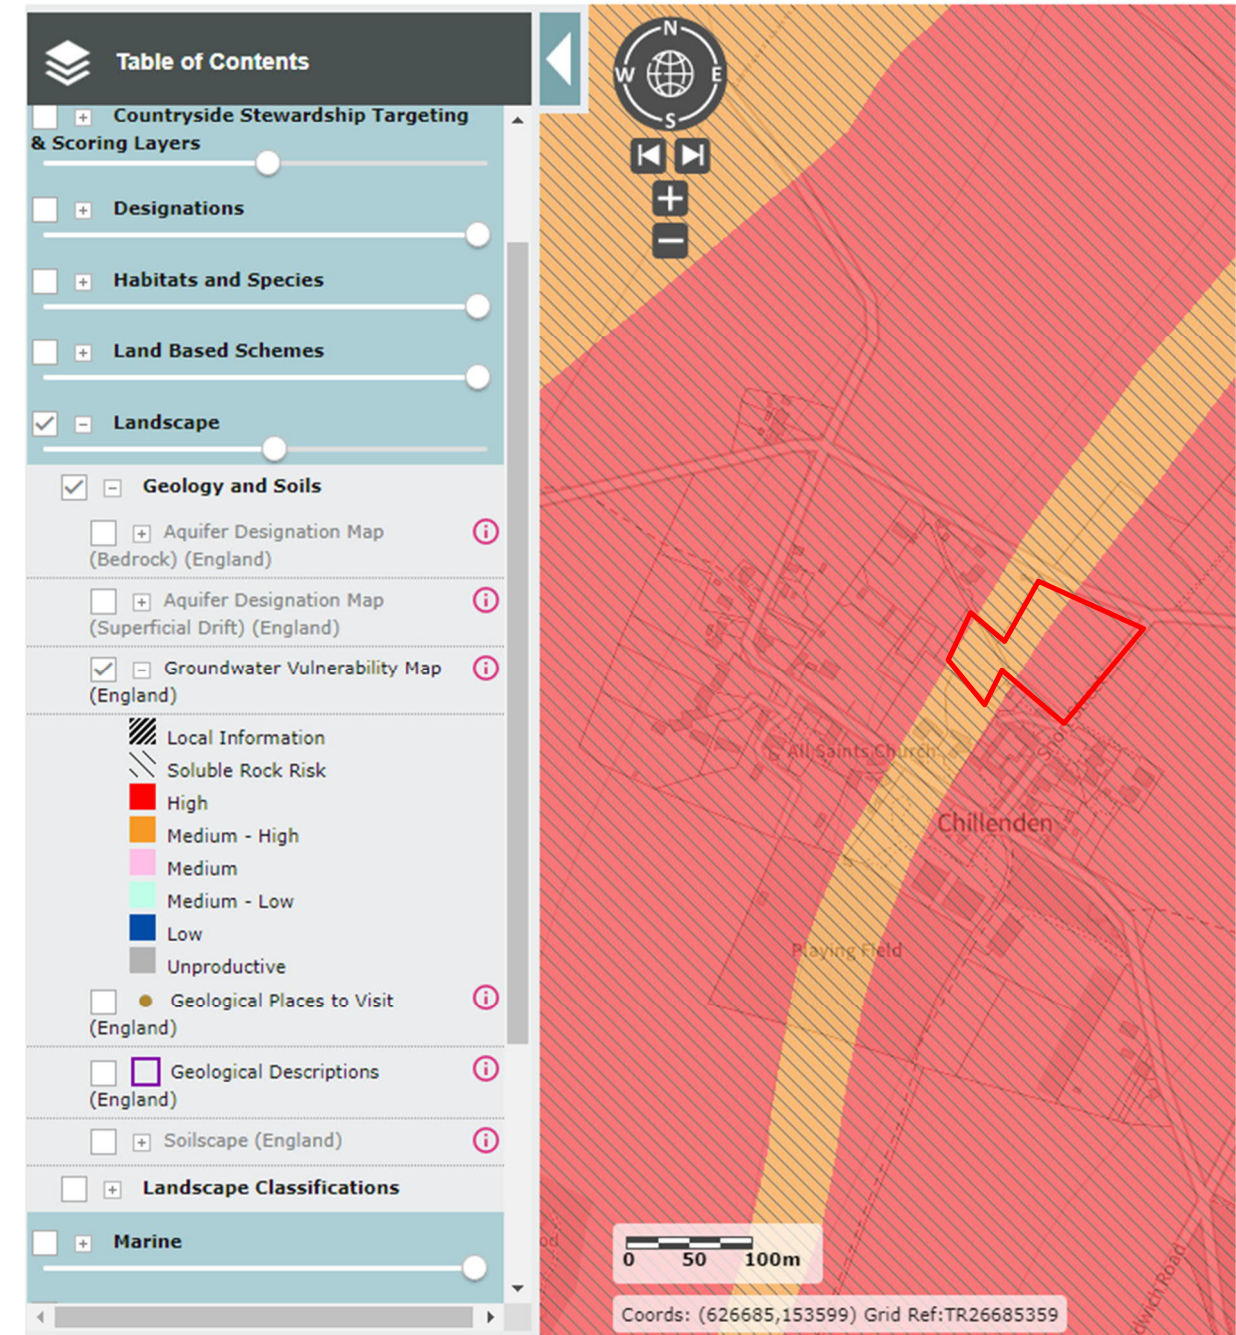 Table of Contents
Countryside Stewardship Targeting
& Scoring Layers
Designations
Habitats and Species
Land Based Schemes
Landscape
Geology and Soils
Aquifer Designation Map
(Bedrock) (England)
Aquifer Designation Map
(Superficial Drift) (England)
Groundwater Vulnerability Map
(England)
Local Information
Soluble Rock Risk
High
Medium - High
Medium
Medium - Low
Low
Unproductive
Geological Places to Visit
(England)
Geological Descriptions
(England)
Soilscape (England)
Landscape Classifications
Marine
N
W E
S
All Saints Church
Chillenden
Playing Field
0 50 100m
Coords: (626685,153599) Grid Ref:TR26685359